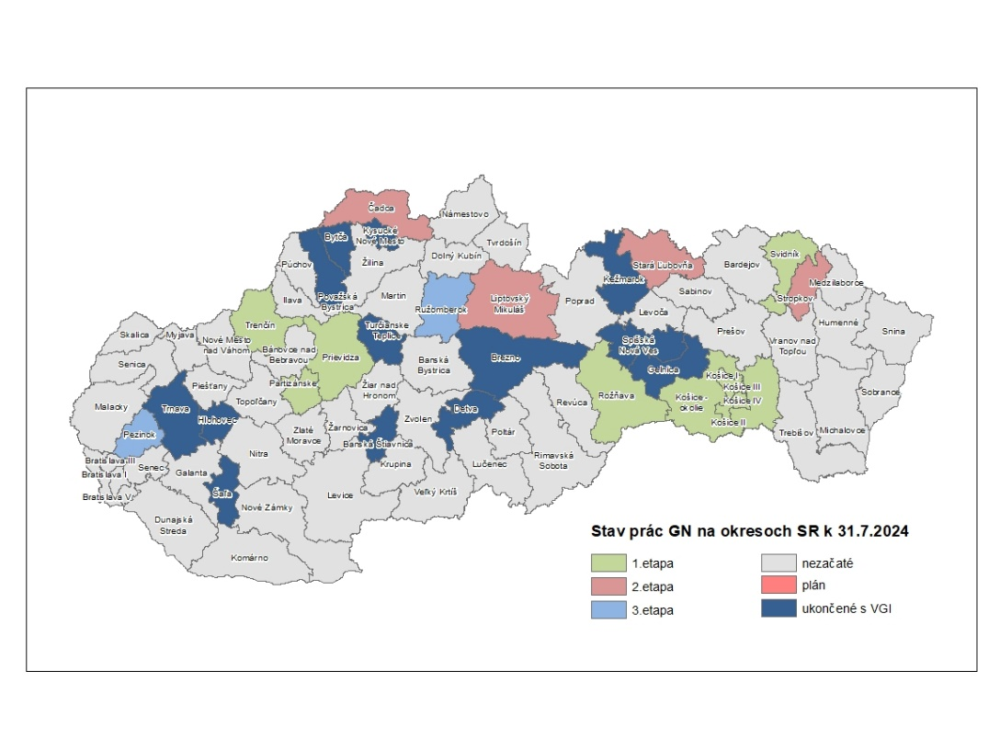 Čadca
Námestovo
Kysucké
Nové Mesto
Bytča
Tvrdošín
Svidník
Dolný Kubín
Púchov
Žilina
Stará Ľubovňa
Bardejov
Kežmarok
Medzilaborce
Sabinov
Ilava
Považská
Bystrica
Martin
Liptovský
Mikuláš
Poprad
Stropkov
Ružomberok
Levoča
Trenčín
Turčianske
Teplice
Prešov
Humenné
Snina
Skalica
Myjava
Nové Mesto
nad Váhom
Bánovce nad
Bebravou
Prievidza
Banská
Bystrica
Brezno
Spišská
Nová Ves
Gelnica
Vranov nad
Topľou
Senica
Piešťany
Partizánske
Žiar nad
Hronom
Košice I
Košice III
Košice IV
Košice -
okolie
Košice II
Malacky
Trnava
Topoľčany
Detva
Revúca
Rožňava
Sobrance
Hlohovec
Zvolen
Pezinok
Zlaté
Moravce
Žarnovica
Banská Štiavnica
Poltár
Trebišov
Michalovce
Nitra
Bratislava III
Bratislava I
Bratislava V
Senec
Galanta
Krupina
Lučenec
Rimavská
Sobota
Šaľa
Levice
Veľký Krtíš
Nové Zámky
Dunajská
Streda
Komárno
Stav prác GN na okresoch SR k 31.7.2024
1.etapa
2.etapa
3.etapa
nezačaté
plán
ukončené s VGI